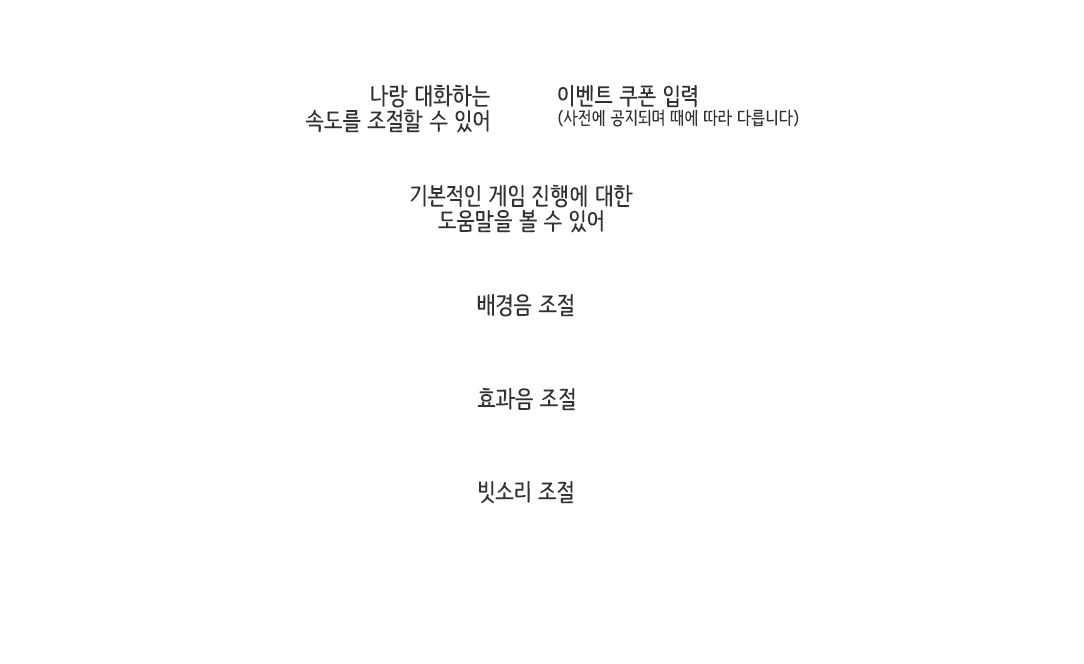 나랑 대화하는
속도를 조절할 수 있어
이벤트 쿠폰 입력
(사전에 공지되며 때에 따라 다릅니다)
기본적인 게임 진행에 대한
도움말을 볼 수 있어
배경음 조절
효과음 조절
빗소리 조절